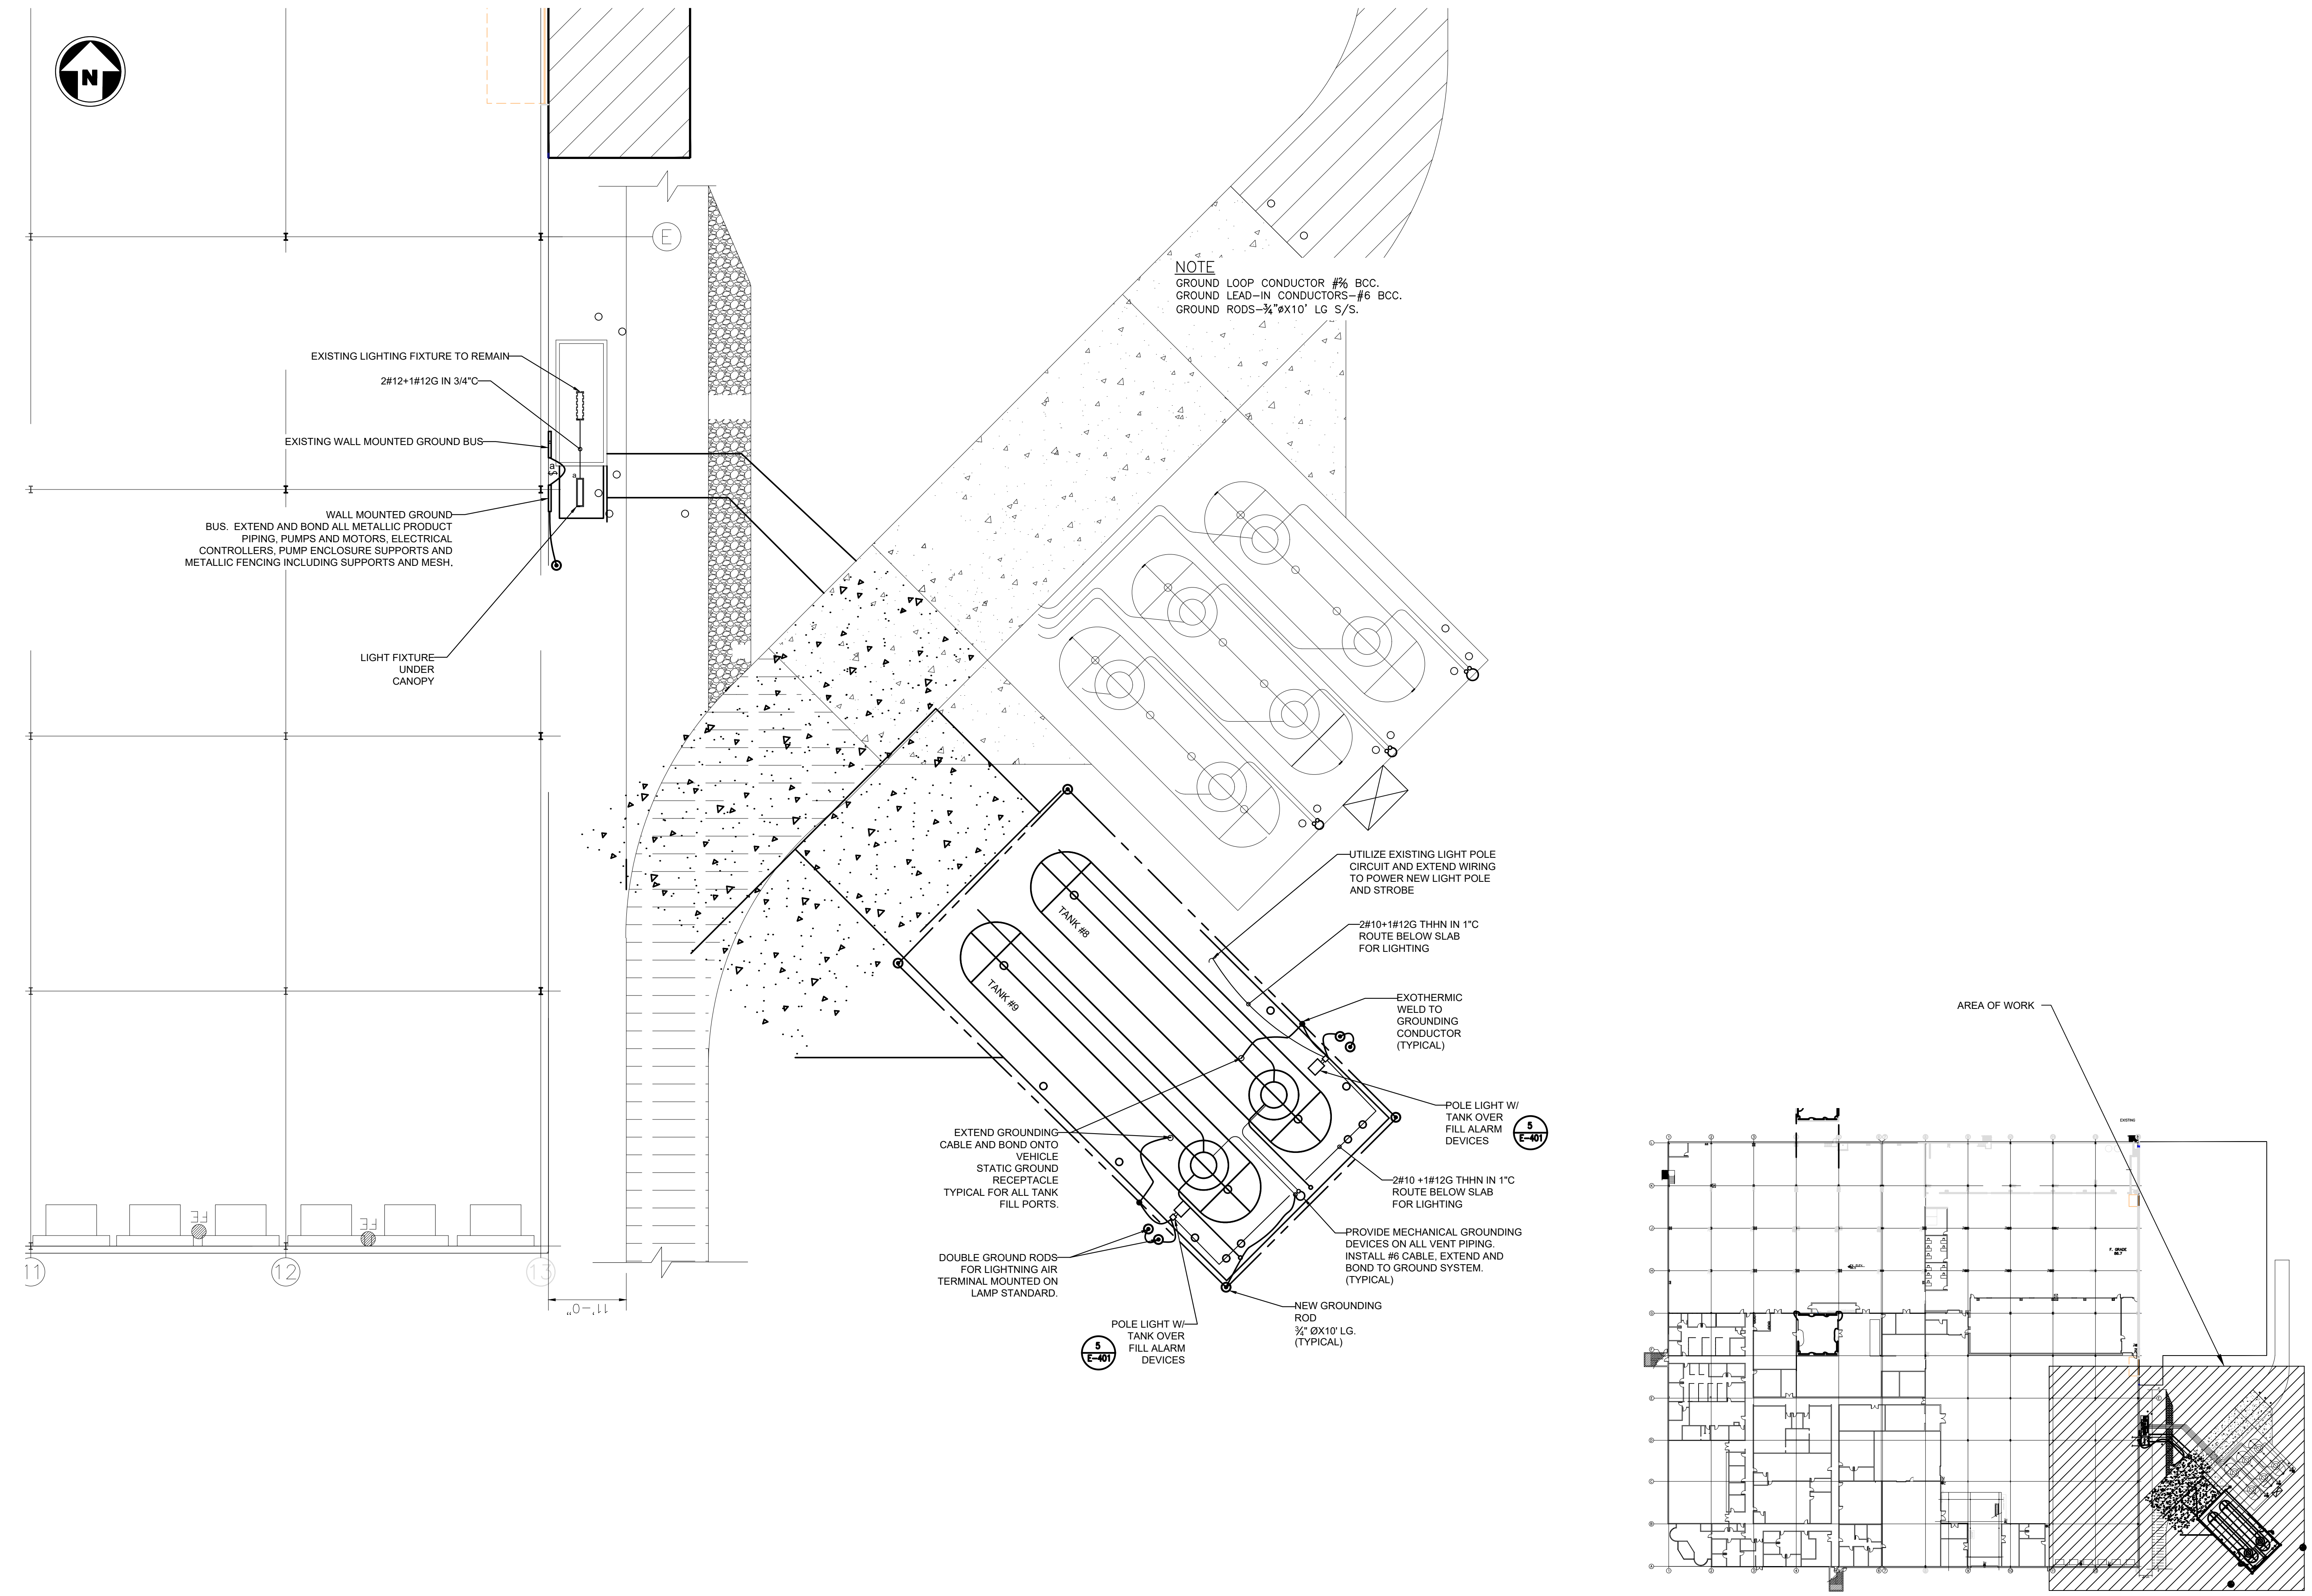 N
E
NOTE
GROUND LOOP CONDUCTOR #2/0 BCC.
GROUND LEAD-IN CONDUCTORS-#6 BCC.
GROUND RODS-¾"øX10' LG S/S.
EXISTING LIGHTING FIXTURE TO REMAIN
2#12+1#12G IN 3/4"C
EXISTING WALL MOUNTED GROUND BUS
a
a
WALL MOUNTED GROUND
BUS. EXTEND AND BOND ALL METALLIC PRODUCT
PIPING, PUMPS AND MOTORS, ELECTRICAL
CONTROLLERS, PUMP ENCLOSURE SUPPORTS AND
METALLIC FENCING INCLUDING SUPPORTS AND MESH.
LIGHT FIXTURE
UNDER
CANOPY
UTILIZE EXISTING LIGHT POLE
CIRCUIT AND EXTEND WIRING
TO POWER NEW LIGHT POLE
AND STROBE
TANK #8
2#10+1#12G THHN IN 1"C
ROUTE BELOW SLAB
FOR LIGHTING
TANK #9
EXOTHERMIC
WELD TO
GROUNDING
CONDUCTOR
(TYPICAL)
POLE LIGHT W/
TANK OVER
FILL ALARM
DEVICES
5
E-401
EXTEND GROUNDING
CABLE AND BOND ONTO
VEHICLE
STATIC GROUND
RECEPTACLE
TYPICAL FOR ALL TANK
FILL PORTS.
2#10 +1#12G THHN IN 1"C
ROUTE BELOW SLAB
FOR LIGHTING
PROVIDE MECHANICAL GROUNDING
DEVICES ON ALL VENT PIPING.
INSTALL #6 CABLE, EXTEND AND
BOND TO GROUND SYSTEM.
(TYPICAL)
DOUBLE GROUND RODS
FOR LIGHTNING AIR
TERMINAL MOUNTED ON
LAMP STANDARD.
NEW GROUNDING
ROD
¾" ØX10' LG.
(TYPICAL)
POLE LIGHT W/
TANK OVER
FILL ALARM
DEVICES
5
E-401
FE
FE
11
12
13
11'-0"
AREA OF WORK
EXISTING
F. GRADE